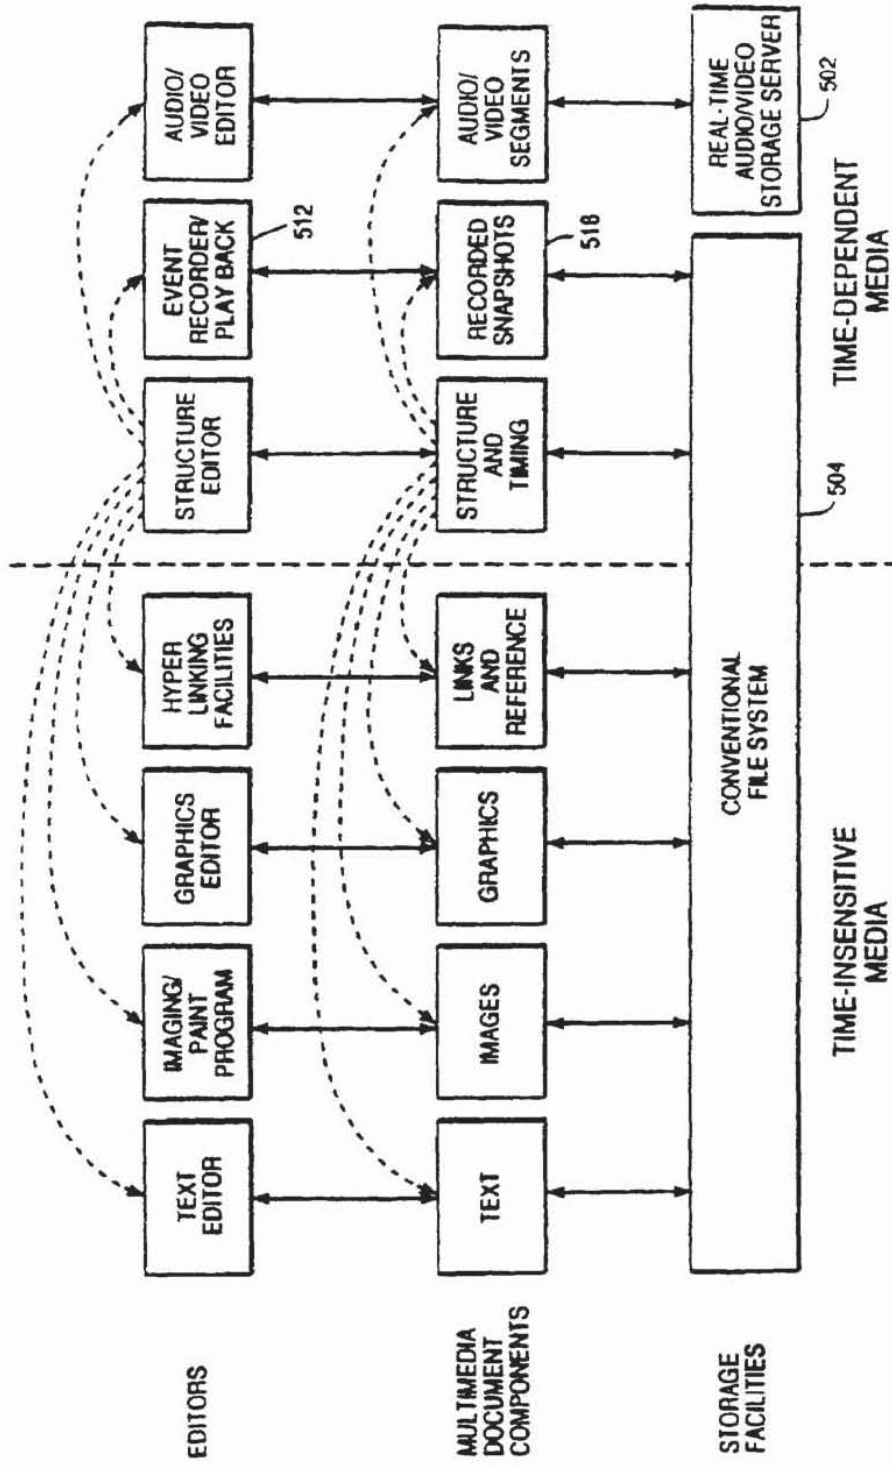 EDITORS
TEXT
EDITOR
IMAGING/
PAINT
PROGRAM
GRAPHICS
EDITOR
HYPER
LINKING
FACILITIES
STRUCTURE
EDITOR
EVENT
RECORDER/
PLAY BACK
512
AUDIO/
VIDEO
EDITOR
MULTIMEDIA
DOCUMENT
COMPONENTS
TEXT
IMAGES
GRAPHICS
LINKS
AND
REFERENCE
STRUCTURE
AND
TIMING
RECORDED
SNAPSHOTS
518
AUDIO/
VIDEO
SEGMENTS
STORAGE
FACILITIES
CONVENTIONAL
FILE SYSTEM
504
REAL-TIME
AUDIO/VIDEO
STORAGE SERVER
502
TIME-INSENSITIVE
MEDIA
TIME-DEPENDENT
MEDIA